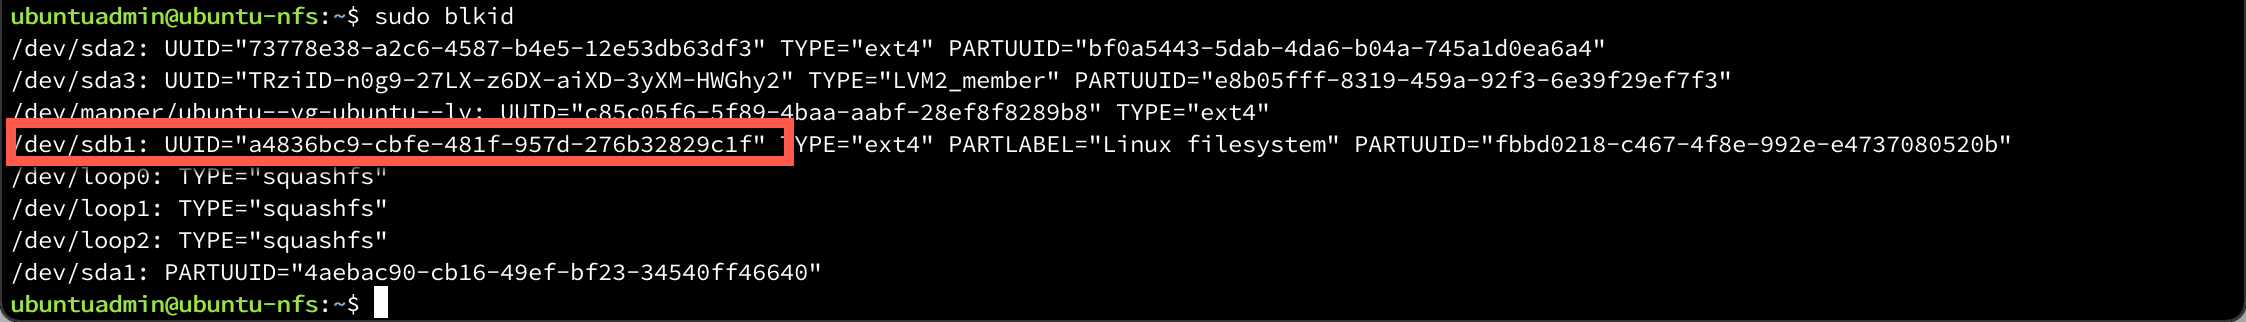 ubuntuadmin@ubuntu-nfs:~$ sudo blkid
/dev/sda2: UUID="73778e38-a2c6-4587-b4e5-12e53db63df3" TYPE="ext4" PARTUUID="bf0a5443-5dab-4da6-b04a-745a1d0ea6a4"
/dev/sda3: UUID="TRziID-n0g9-27LX-z6DX-aiXD-3yXM-HWGhy2" TYPE="LVM2_member" PARTUUID="e8b05fff-8319-459a-92f3-6e39f29ef7f3"
/dev/mapper/ubuntu--vg-ubuntu--lv: UUID="c85c05f6-5f89-4baa-aabf-28ef8f8289b8" TYPE="ext4"
/dev/sdb1: UUID="a4836bc9-cbfe-481f-957d-276b32829c1f" TYPE="ext4" PARTLABEL="Linux filesystem" PARTUUID="fbbd0218-c467-4f8e-992e-e4737080520b"
/dev/loop0: TYPE="squashfs"
/dev/loop1: TYPE="squashfs"
/dev/loop2: TYPE="squashfs"
/dev/sda1: PARTUUID="4aebac90-cb16-49ef-bf23-34540ff46640"
ubuntuadmin@ubuntu-nfs:~$